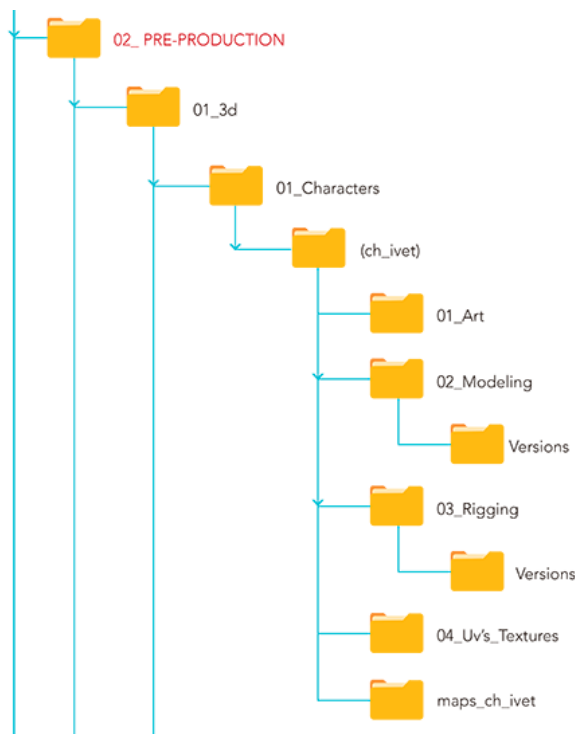 02_ PRE-PRODUCTION
01_3d
01_Characters
(ch_ivet)
01_Art
02_Modeling
Versions
03_Rigging
Versions
04_Uv's_Textures
maps_ch_ivet